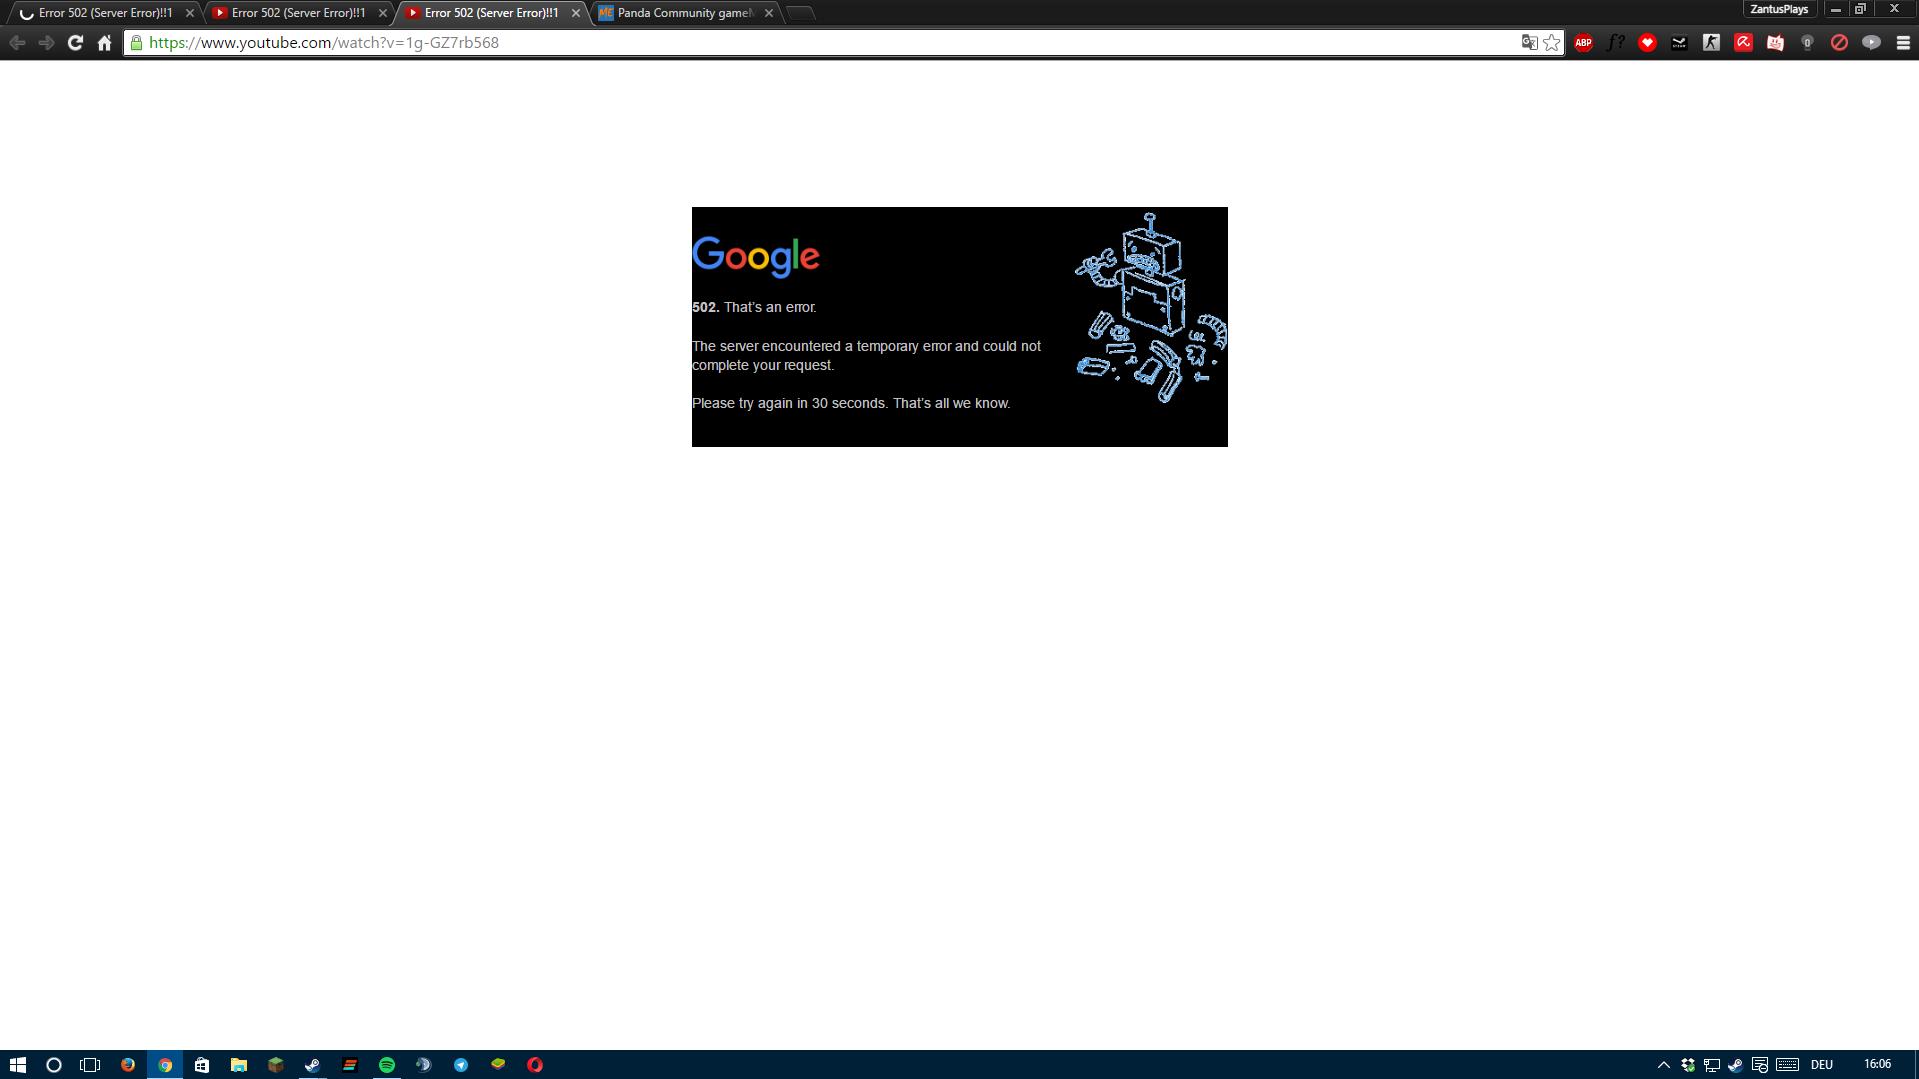 Error 502 (Server Error)!!1
Error 502 (Server Error)!!1
Error 502 (Server Error)!!1
Panda Community game
ZantusPlays
https://www.youtube.com/watch?v=1g-GZ7rb568
ABP
f?
Google
502. That's an error.
The server encountered a temporary error and could not
complete your request.
Please try again in 30 seconds. That's all we know.
DEU
16:06